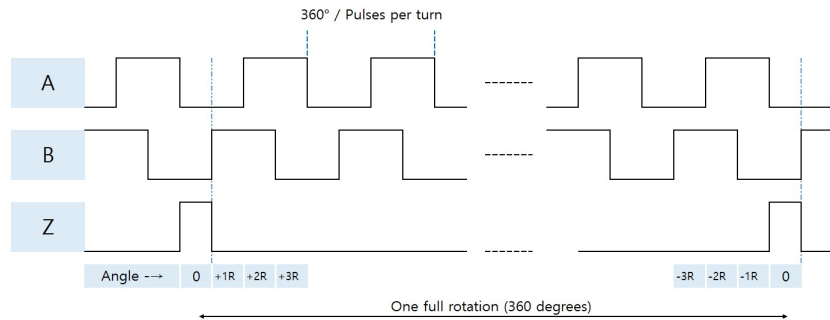 360° / Pulses per turn
A
B
Z
Angle --→ 0 +1R +2R +3R -3R -2R -1R 0
One full rotation (360 degrees)